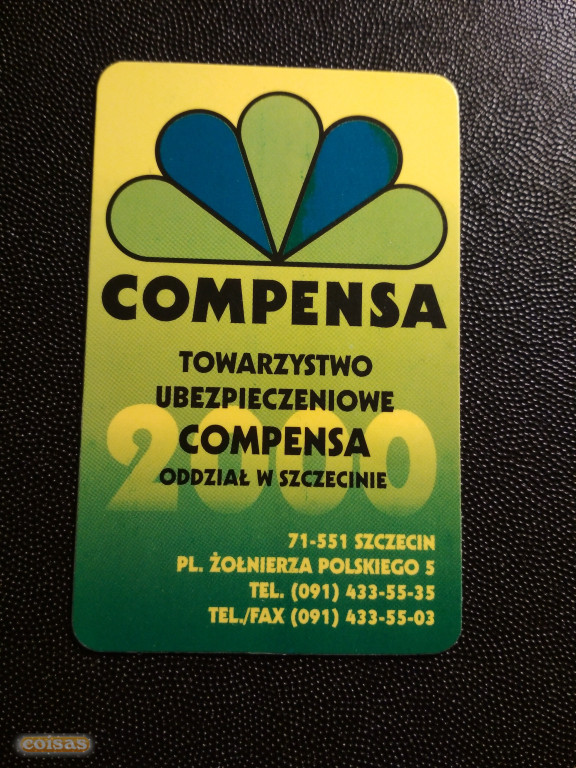 COMPENSA
TOWARZYSTWO
UBEZPIECZENIOWE
2000
COMPENSA
ODDZIAŁ W SZCZECINIE
71-551 SZCZECIN
PL. ŻOŁNIERZA POLSKIEGO 5
TEL. (091) 433-55-35
TEL./FAX (091) 433-55-03
coisas